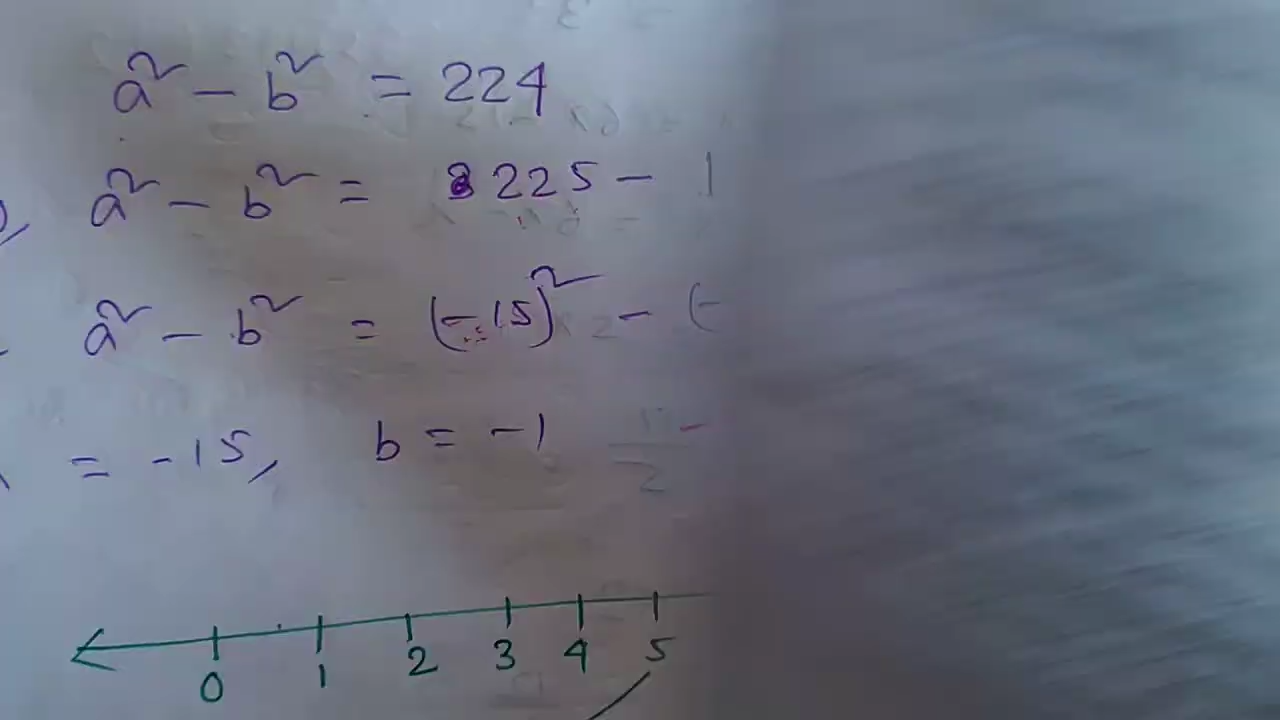 a² - b² = 224
a² - b² = 225 - 1
a² - b² = (-15)² - (-
= -15, b = -1
0 1 2 3 4 5